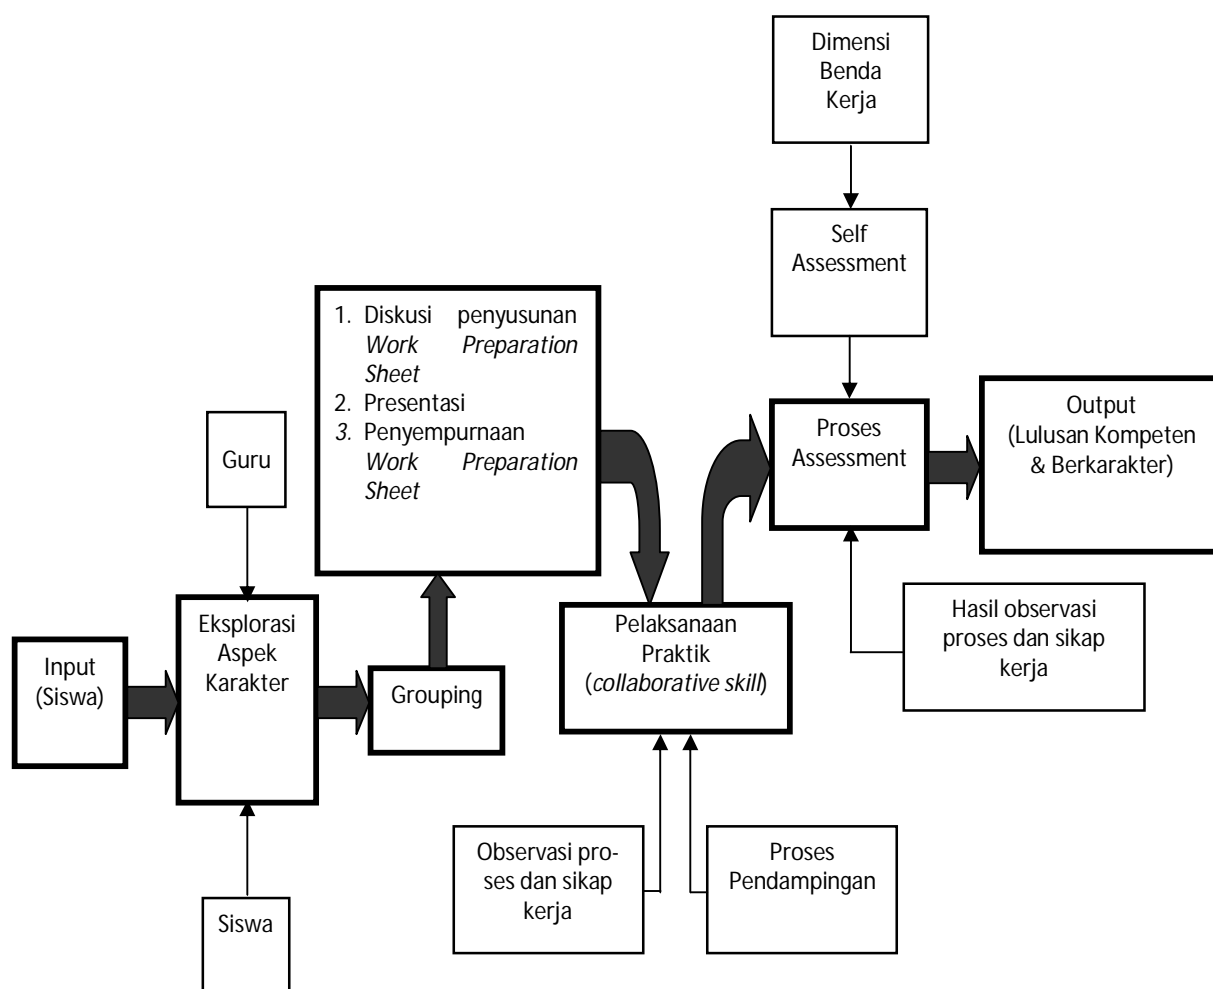 Dimensi
Benda
Kerja
Self
Assessment
1. Diskusi penyusunan
Work Preparation
Sheet
2. Presentasi
3. Penyempurnaan
Work Preparation
Sheet
Guru
Proses
Assessment
Output
(Lulusan Kompeten
& Berkarakter)
Input
(Siswa)
Eksplorasi
Aspek
Karakter
Grouping
Pelaksanaan
Praktik
(collaborative skill)
Hasil observasi
proses dan sikap
kerja
Siswa
Observasi pro-
ses dan sikap
kerja
Proses
Pendampingan